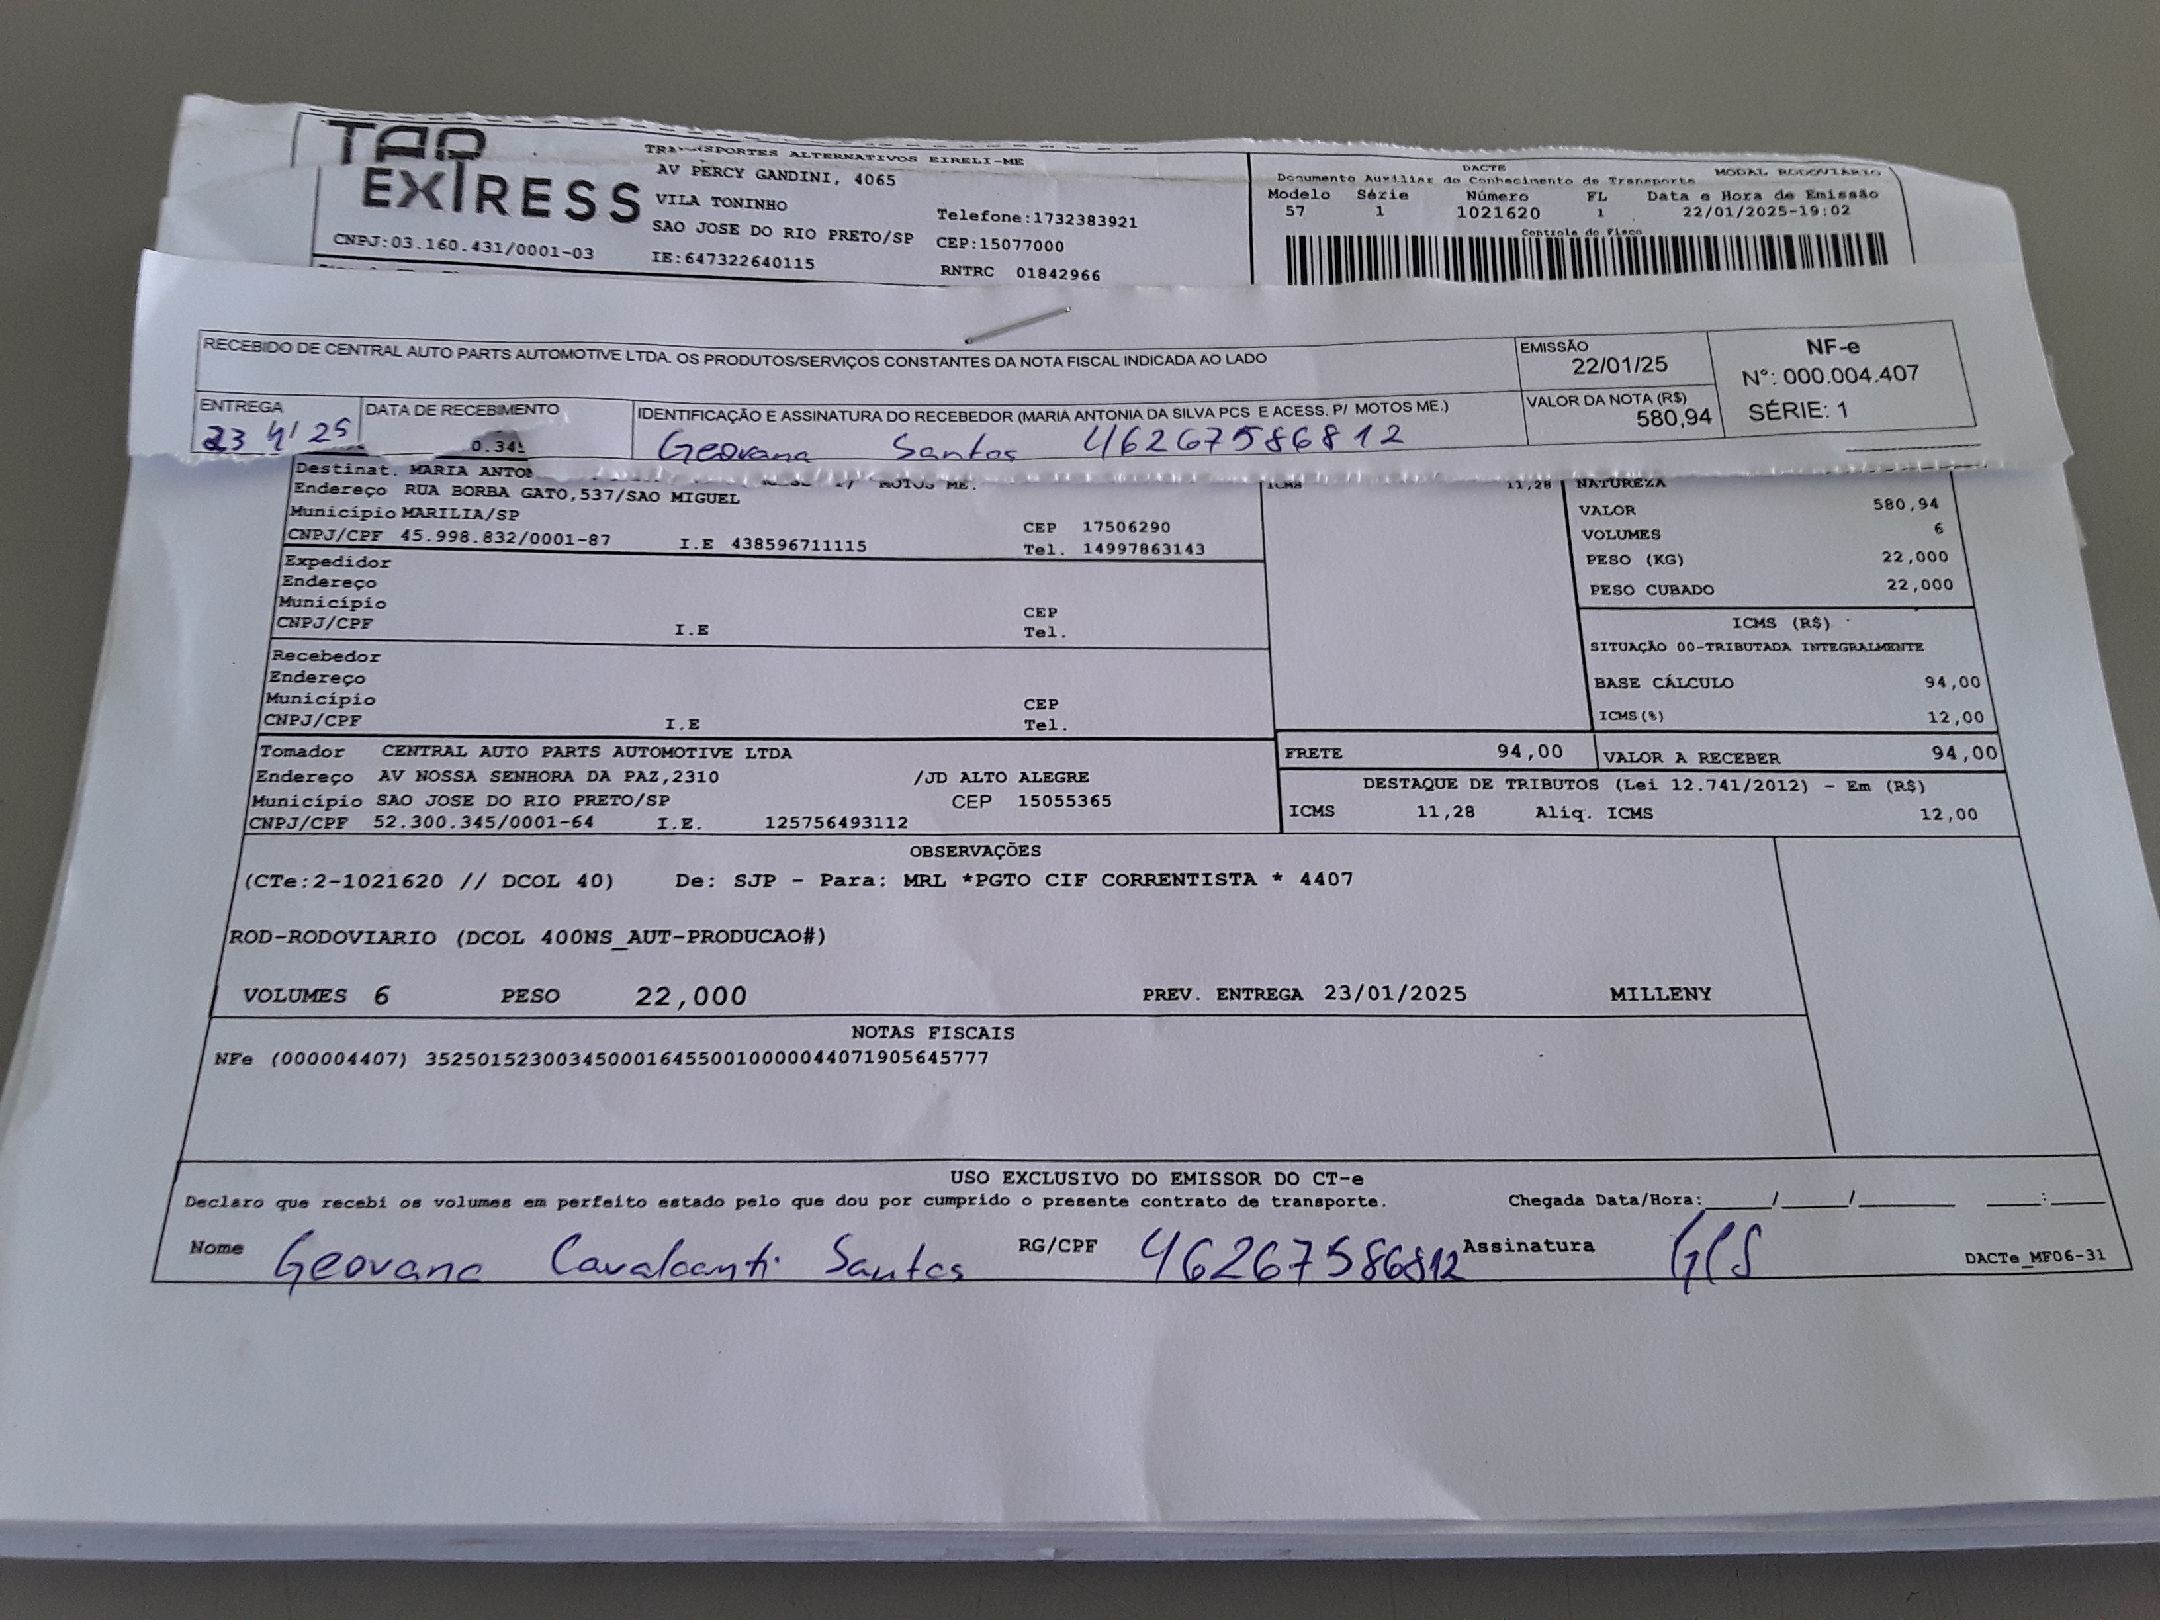 TAQ
EXPRESS
TRANSPORTES ALTERNATIVOS EIRELI-ME
AV PERCY GANDINI, 4065
VILA TONINHO
SAO JOSE DO RIO PRETO/SP
CNPJ:03.160.431/0001-03
IE:647322640115
Telefone:1732383921
CEP:15077000
RNTRC 01842966
DACTE
MODAL RODOVIARIO
Documento Auxiliar do Conhecimento de Transporte
Modelo Série Número FL Data e Hora de Emissão
57 1 1021620 1 22/01/2025-19:02
Controle do Fisco
RECEBIDO DE CENTRAL AUTO PARTS AUTOMOTIVE LTDA. OS PRODUTOS/SERVIÇOS CONSTANTES DA NOTA FISCAL INDICADA AO LADO
EMISSÃO
22/01/25
VALOR DA NOTA (R$)
580,94
NF-e
N°: 000.004.407
SÉRIE: 1
ENTREGA
DATA DE RECEBIMENTO
IDENTIFICAÇÃO E ASSINATURA DO RECEBEDOR (MARIA ANTONIA DA SILVA PCS E ACESS. P/ MOTOS ME.)
Geovana Santos 46267586812
Destinat. MARIA ANTON
MOTOS ME.
Endereço RUA BORBA GATO,537/SAO MIGUEL
Município MARILIA/SP
CEP 17506290
CNPJ/CPF 45.998.832/0001-87 I.E 438596711115 Tel. 14997863143
Expedidor
Endereço
Município CEP
CNPJ/CPF I.E Tel.
Recebedor
Endereço
Município CEP
CNPJ/CPF I.E Tel.
Tomador CENTRAL AUTO PARTS AUTOMOTIVE LTDA
Endereço AV NOSSA SENHORA DA PAZ,2310 /JD ALTO ALEGRE
Município SAO JOSE DO RIO PRETO/SP CEP 15055365
CNPJ/CPF 52.300.345/0001-64 I.E. 125756493112
ICMS 11,28
NATUREZA
VALOR 580,94
VOLUMES 6
PESO (KG) 22,000
PESO CUBADO 22,000
ICMS (R$)
SITUAÇÃO 00-TRIBUTADA INTEGRALMENTE
BASE CÁLCULO 94,00
ICMS(%) 12,00
FRETE 94,00 VALOR A RECEBER 94,00
DESTAQUE DE TRIBUTOS (Lei 12.741/2012) - Em (R$)
ICMS 11,28 Aliq. ICMS 12,00
OBSERVAÇÕES
(CTe:2-1021620 // DCOL 40) De: SJP - Para: MRL *PGTO CIF CORRENTISTA * 4407
ROD-RODOVIARIO (DCOL 400NS_AUT-PRODUCAO#)
VOLUMES 6 PESO 22,000 PREV. ENTREGA 23/01/2025 MILLENY
NOTAS FISCAIS
NFe (000004407) 35250152300345000164550010000044071905645777
USO EXCLUSIVO DO EMISSOR DO CT-e
Declaro que recebi os volumes em perfeito estado pelo que dou por cumprido o presente contrato de transporte. Chegada Data/Hora:____/____/______ ____:____
Nome Geovana Cavalcanti Santos RG/CPF 46267586812 Assinatura GCS
DACTe_MF06-31